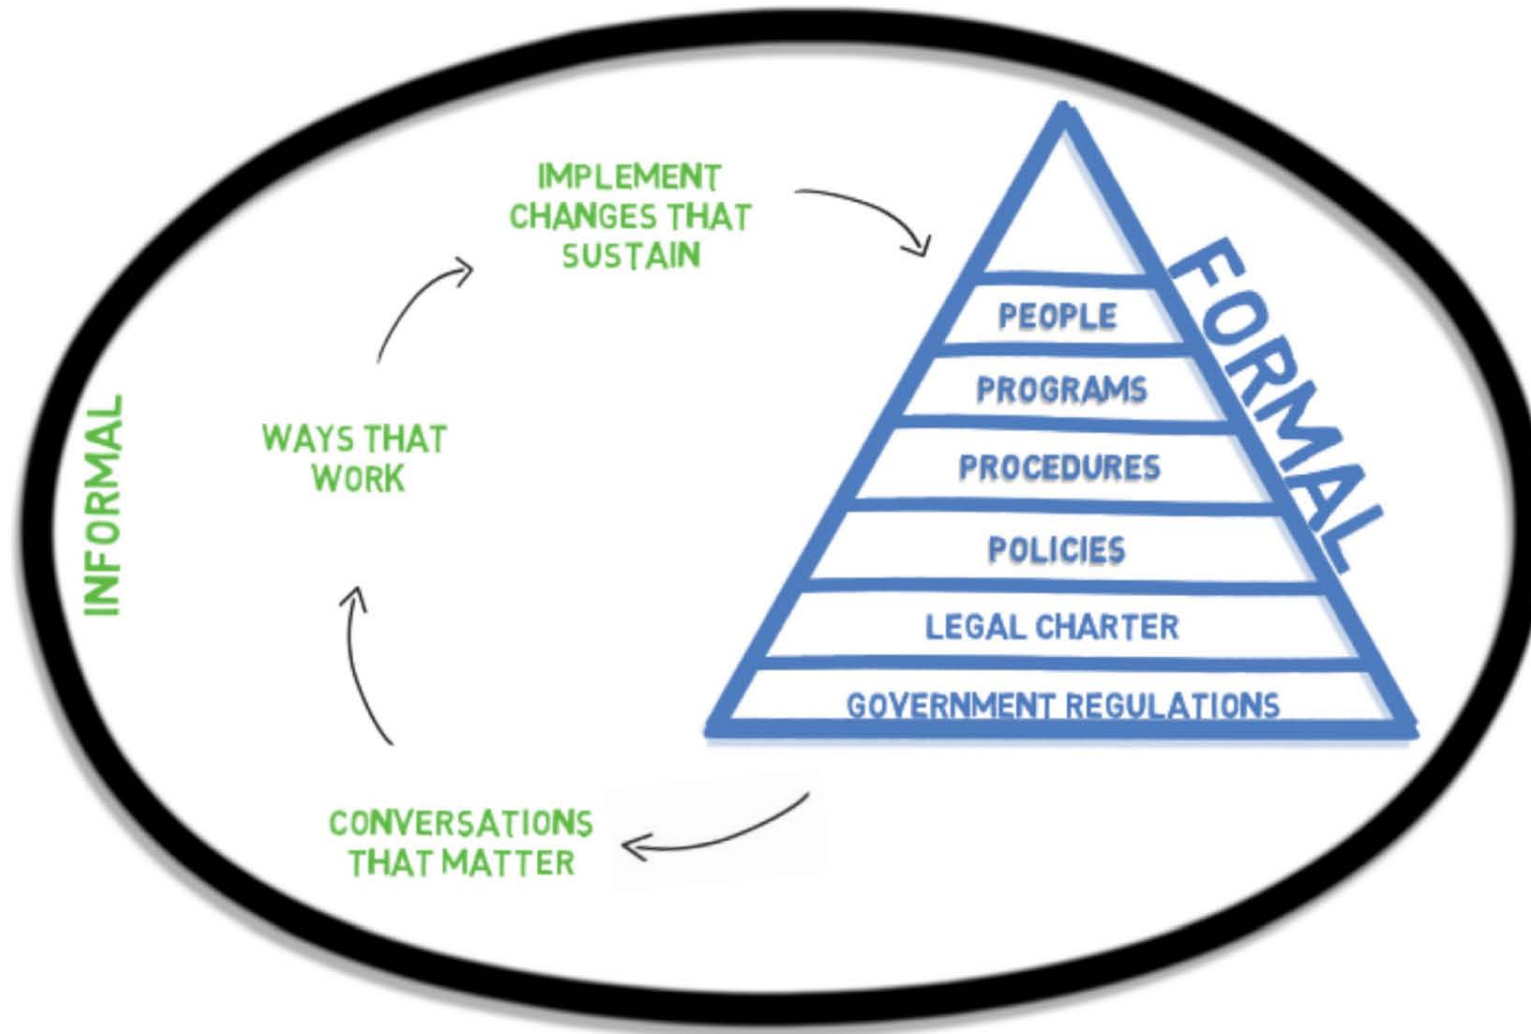 IMPLEMENT
CHANGES THAT
SUSTAIN
WAYS THAT
WORK
CONVERSATIONS
THAT MATTER
INFORMAL
FORMAL
PEOPLE
PROGRAMS
PROCEDURES
POLICIES
LEGAL CHARTER
GOVERNMENT REGULATIONS